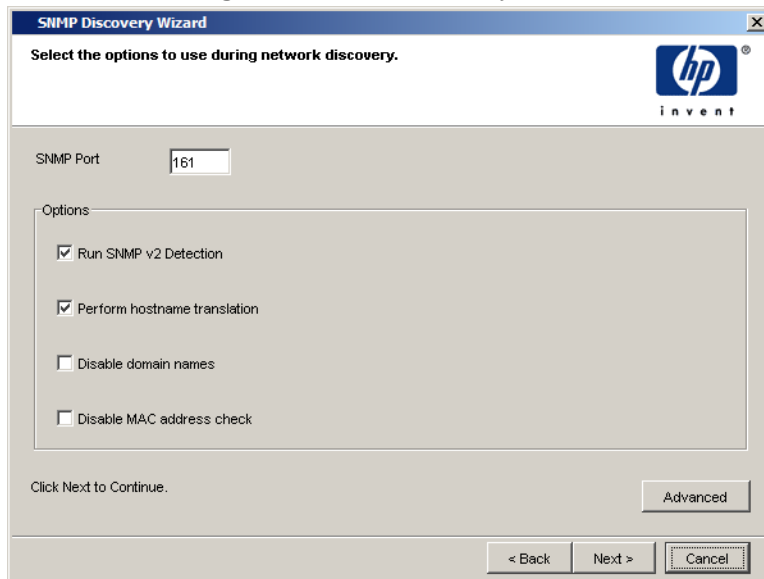 SNMP Discovery Wizard
Select the options to use during network discovery.
hp
®
invent
SNMP Port
161
Options
Run SNMP v2 Detection
Perform hostname translation
Disable domain names
Disable MAC address check
Click Next to Continue.
Advanced
< Back
Next >
Cancel